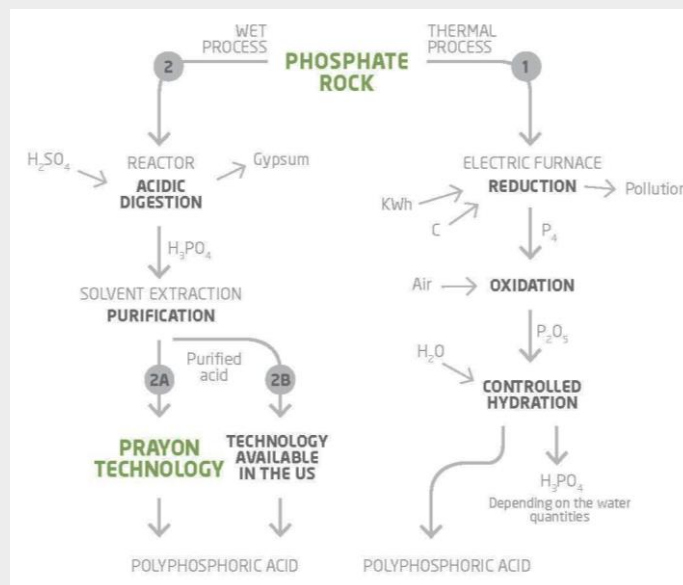 WET
PROCESS
PHOSPHATE
ROCK
THERMAL
PROCESS
2
1
H₂SO₄
REACTOR
ACIDIC
DIGESTION
Gypsum
H₃PO₄
SOLVENT EXTRACTION
PURIFICATION
Purified
acid
2A
2B
PRAYON
TECHNOLOGY
TECHNOLOGY
AVAILABLE
IN THE US
POLYPHOSPHORIC ACID
ELECTRIC FURNACE
REDUCTION
Pollution
KWh
C
P₄
Air
OXIDATION
P₂O₅
H₂O
CONTROLLED
HYDRATION
H₃PO₄
Depending on the water
quantities
POLYPHOSPHORIC ACID